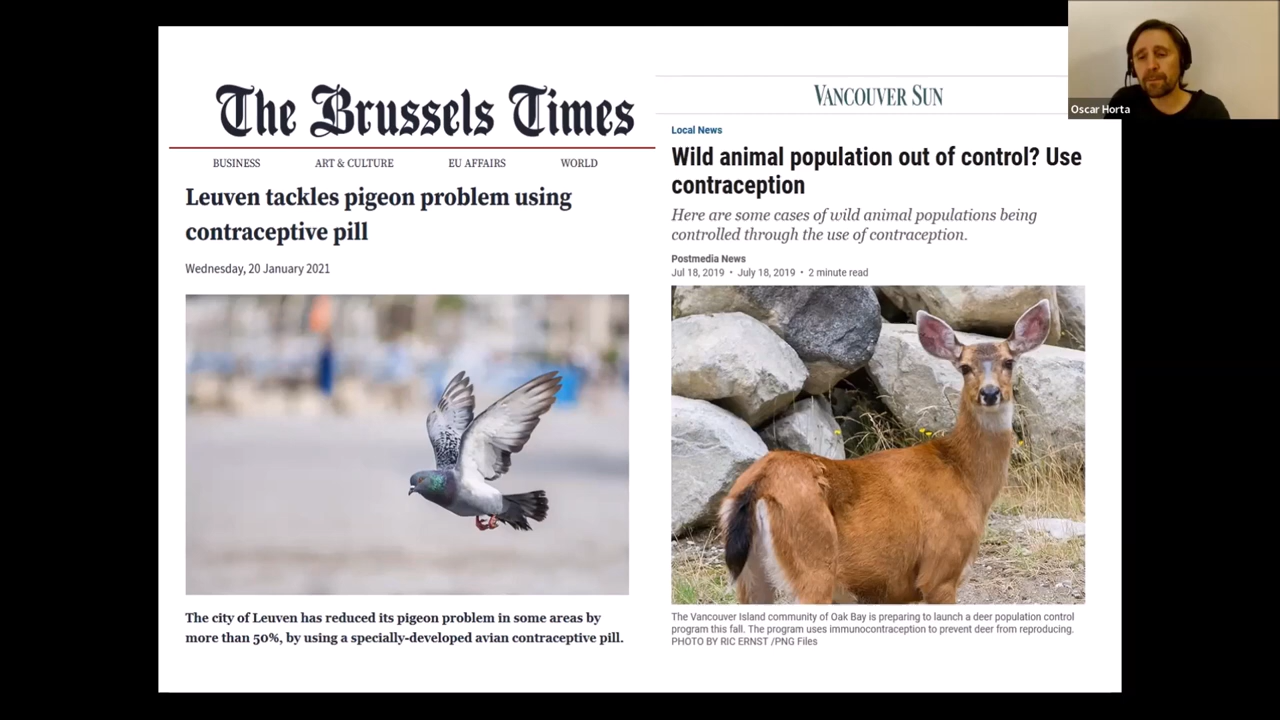 The Brussels Times
BUSINESS ART & CULTURE EU AFFAIRS WORLD
Leuven tackles pigeon problem using
contraceptive pill
Wednesday, 20 January 2021
The city of Leuven has reduced its pigeon problem in some areas by
more than 50%, by using a specially-developed avian contraceptive pill.
VANCOUVER SUN
Local News
Wild animal population out of control? Use
contraception
Here are some cases of wild animal populations being
controlled through the use of contraception.
Postmedia News
Jul 18, 2019 • July 18, 2019 • 2 minute read
The Vancouver Island community of Oak Bay is preparing to launch a deer population control
program this fall. The program uses immunocontraception to prevent deer from reproducing.
PHOTO BY RIC ERNST /PNG Files
Oscar Horta